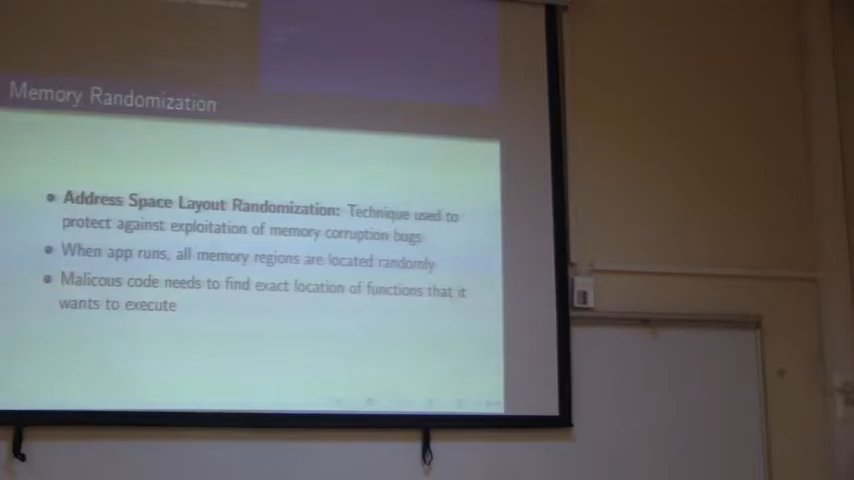 Memory Randomization
Address Space Layout Randomization: Technique used to
protect against exploitation of memory corruption bugs
When app runs, all memory regions are located randomly
Malicous code needs to find exact location of functions that it
wants to execute